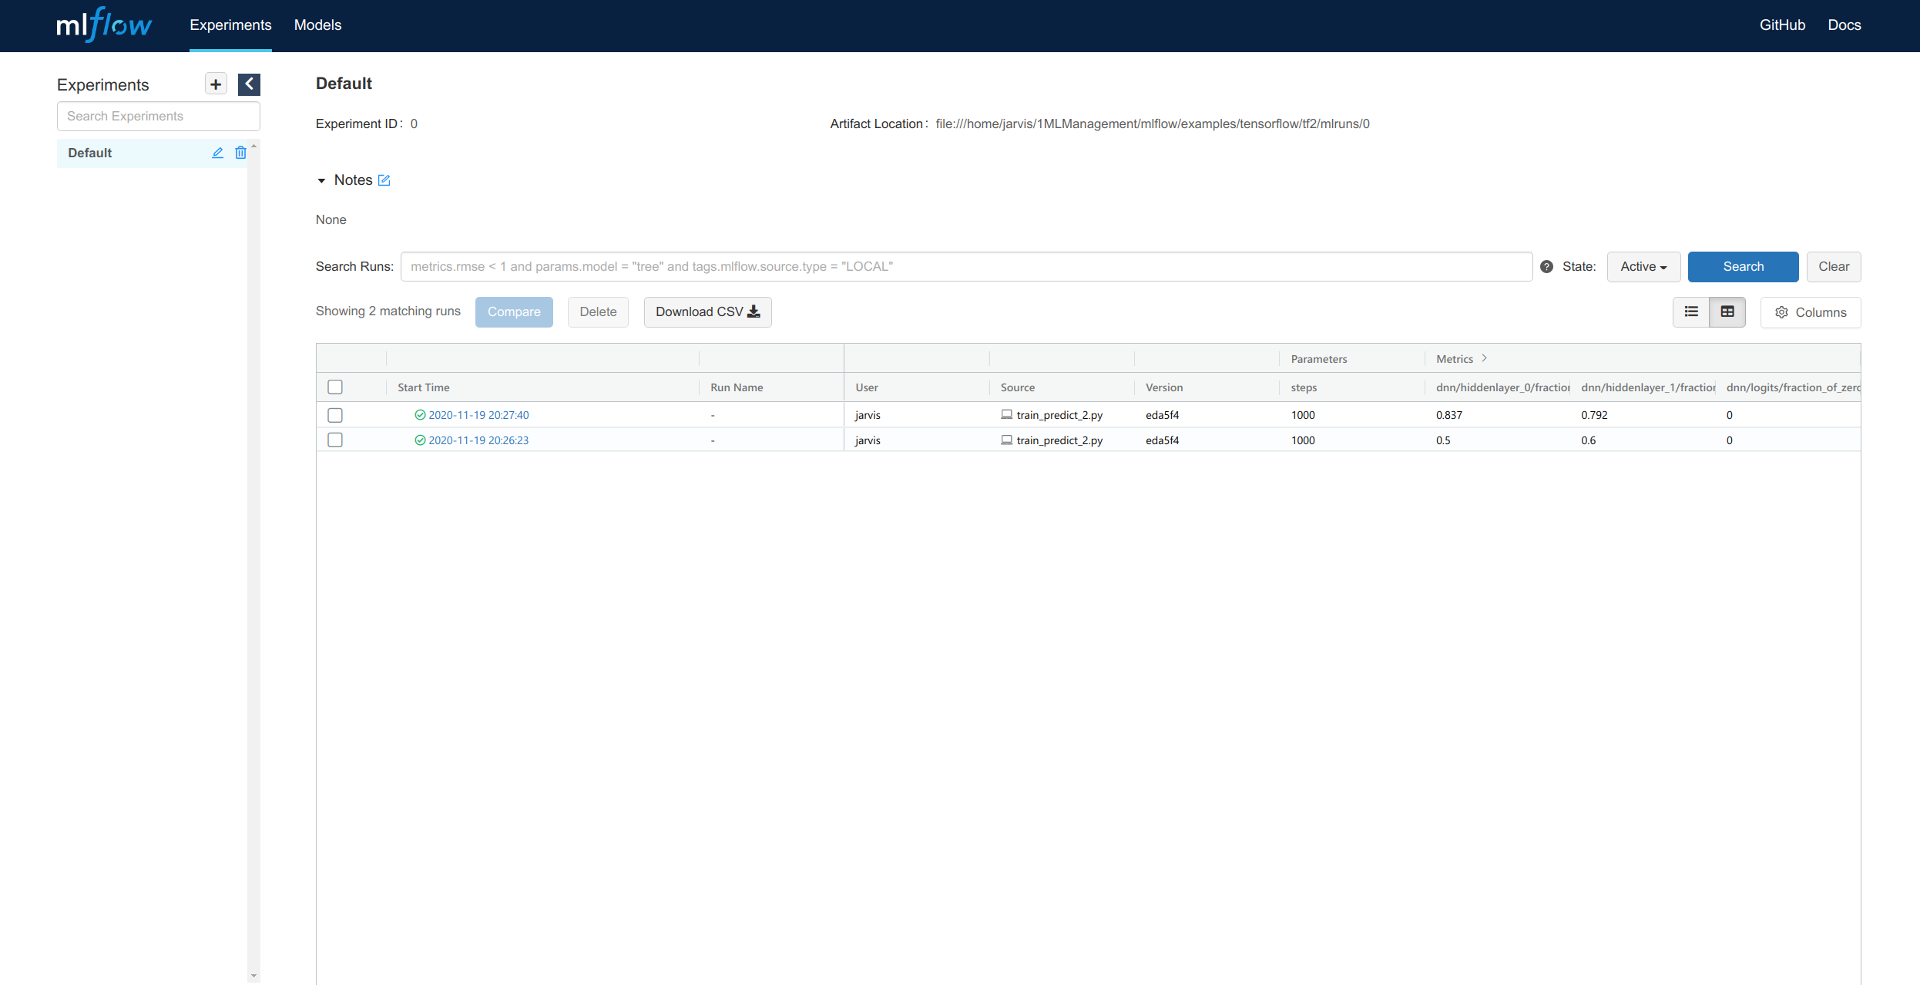 mlflow Experiments Models GitHub Docs
Experiments
Search Experiments
Default
Default
Experiment ID: 0 Artifact Location: file:///home/jarvis/1MLManagement/mlflow/examples/tensorflow/tf2/mlruns/0
Notes
None
Search Runs: metrics.rmse < 1 and params.model = "tree" and tags.mlflow.source.type = "LOCAL" ? State: Active Search Clear
Showing 2 matching runs Compare Delete Download CSV Columns
Parameters Metrics >
Start Time Run Name User Source Version steps dnn/hiddenlayer_0/fraction dnn/hiddenlayer_1/fraction dnn/logits/fraction_of_zero
2020-11-19 20:27:40 - jarvis train_predict_2.py eda5f4 1000 0.837 0.792 0
2020-11-19 20:26:23 - jarvis train_predict_2.py eda5f4 1000 0.5 0.6 0